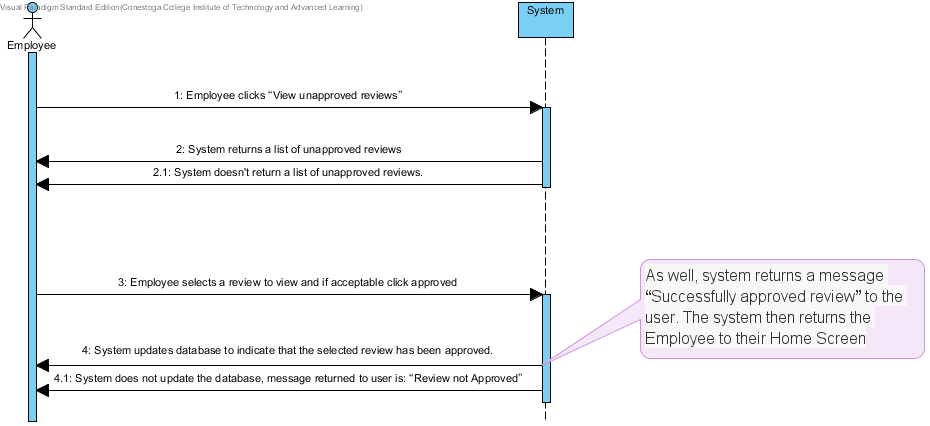 Visual Paradigm Standard Edition(Conestoga College Institute of Technology and Advanced Learning)
System
Employee
1: Employee clicks “View unapproved reviews”
2: System returns a list of unapproved reviews
2.1: System doesn't return a list of unapproved reviews.
3: Employee selects a review to view and if acceptable click approved
As well, system returns a message
“Successfully approved review” to the
user. The system then returns the
Employee to their Home Screen
4: System updates database to indicate that the selected review has been approved.
4.1: System does not update the database, message returned to user is: “Review not Approved”